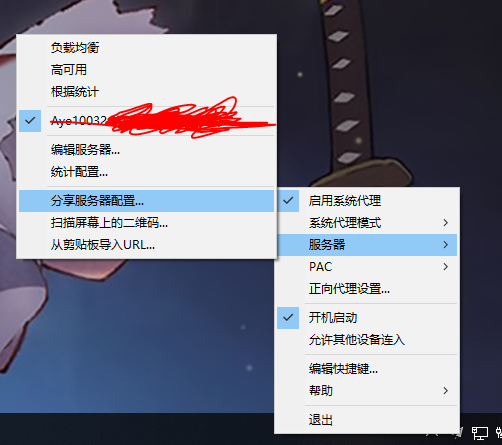 负载均衡
高可用
根据统计
编辑服务器...
统计配置...
分享服务器配置...
扫描屏幕上的二维码...
从剪贴板导入URL...
启用系统代理
系统代理模式
服务器
PAC
正向代理设置...
开机启动
允许其他设备连入
编辑快捷键...
帮助
退出